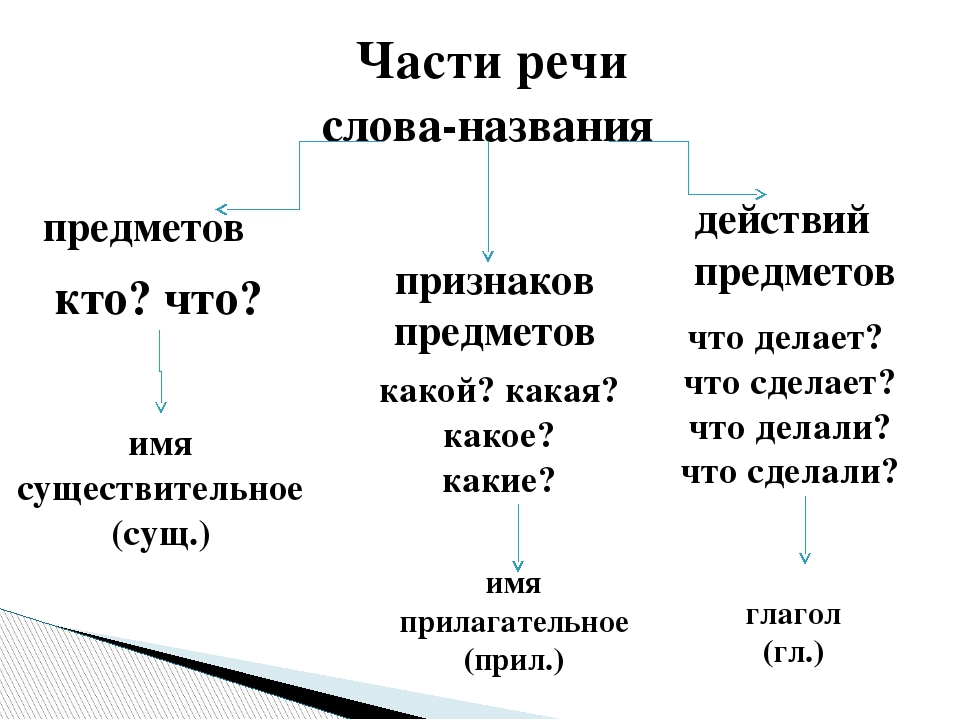 Части речи
слова-названия
предметов
кто? что?
имя
существительное
(сущ.)
признаков
предметов
какой? какая?
какое?
какие?
имя
прилагательное
(прил.)
действий
предметов
что делает?
что сделает?
что делали?
что сделали?
глагол
(гл.)